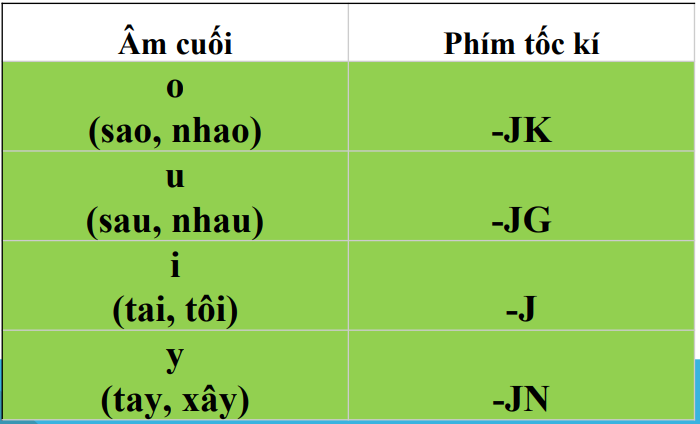 Âm cuối Phím tốc kí
o
(sao, nhao) -JK
u
(sau, nhau) -JG
i
(tai, tôi) -J
y
(tay, xây) -JN